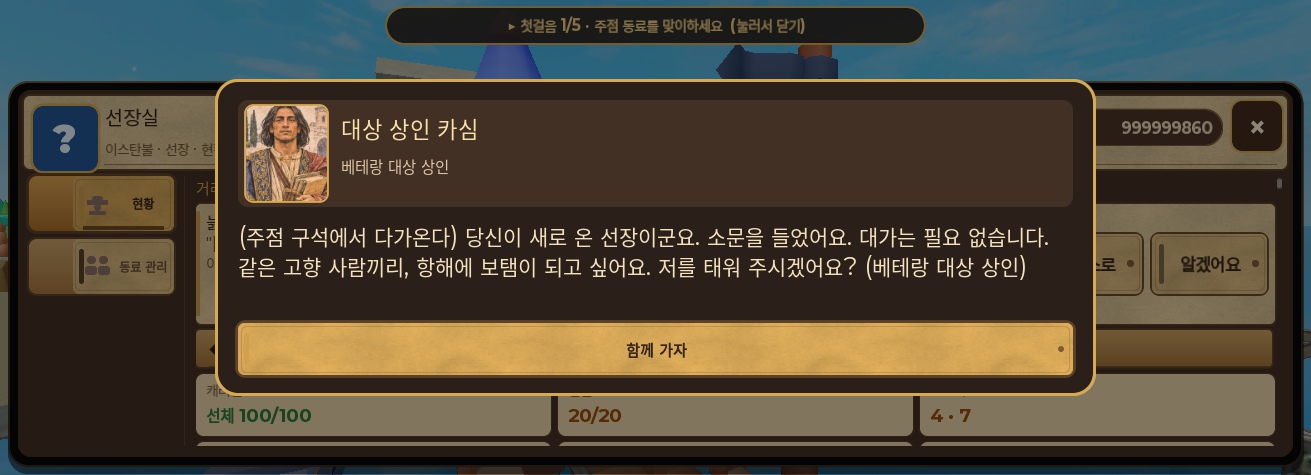 ▸ 첫걸음 1/5 · 주점 동료를 맞이하세요 (눌러서 닫기)
?
선장실
이스탄불 · 선장 ·
999999860
×
현황
동료 관리
대상 상인 카심
베테랑 대상 상인
(주점 구석에서 다가온다) 당신이 새로 온 선장이군요. 소문을 들었어요. 대가는 필요 없습니다.
같은 고향 사람끼리, 항해에 보탬이 되고 싶어요. 저를 태워 주시겠어요? (베테랑 대상 상인)
알겠어요
함께 가자
선체 100/100
20/20
4 · 7